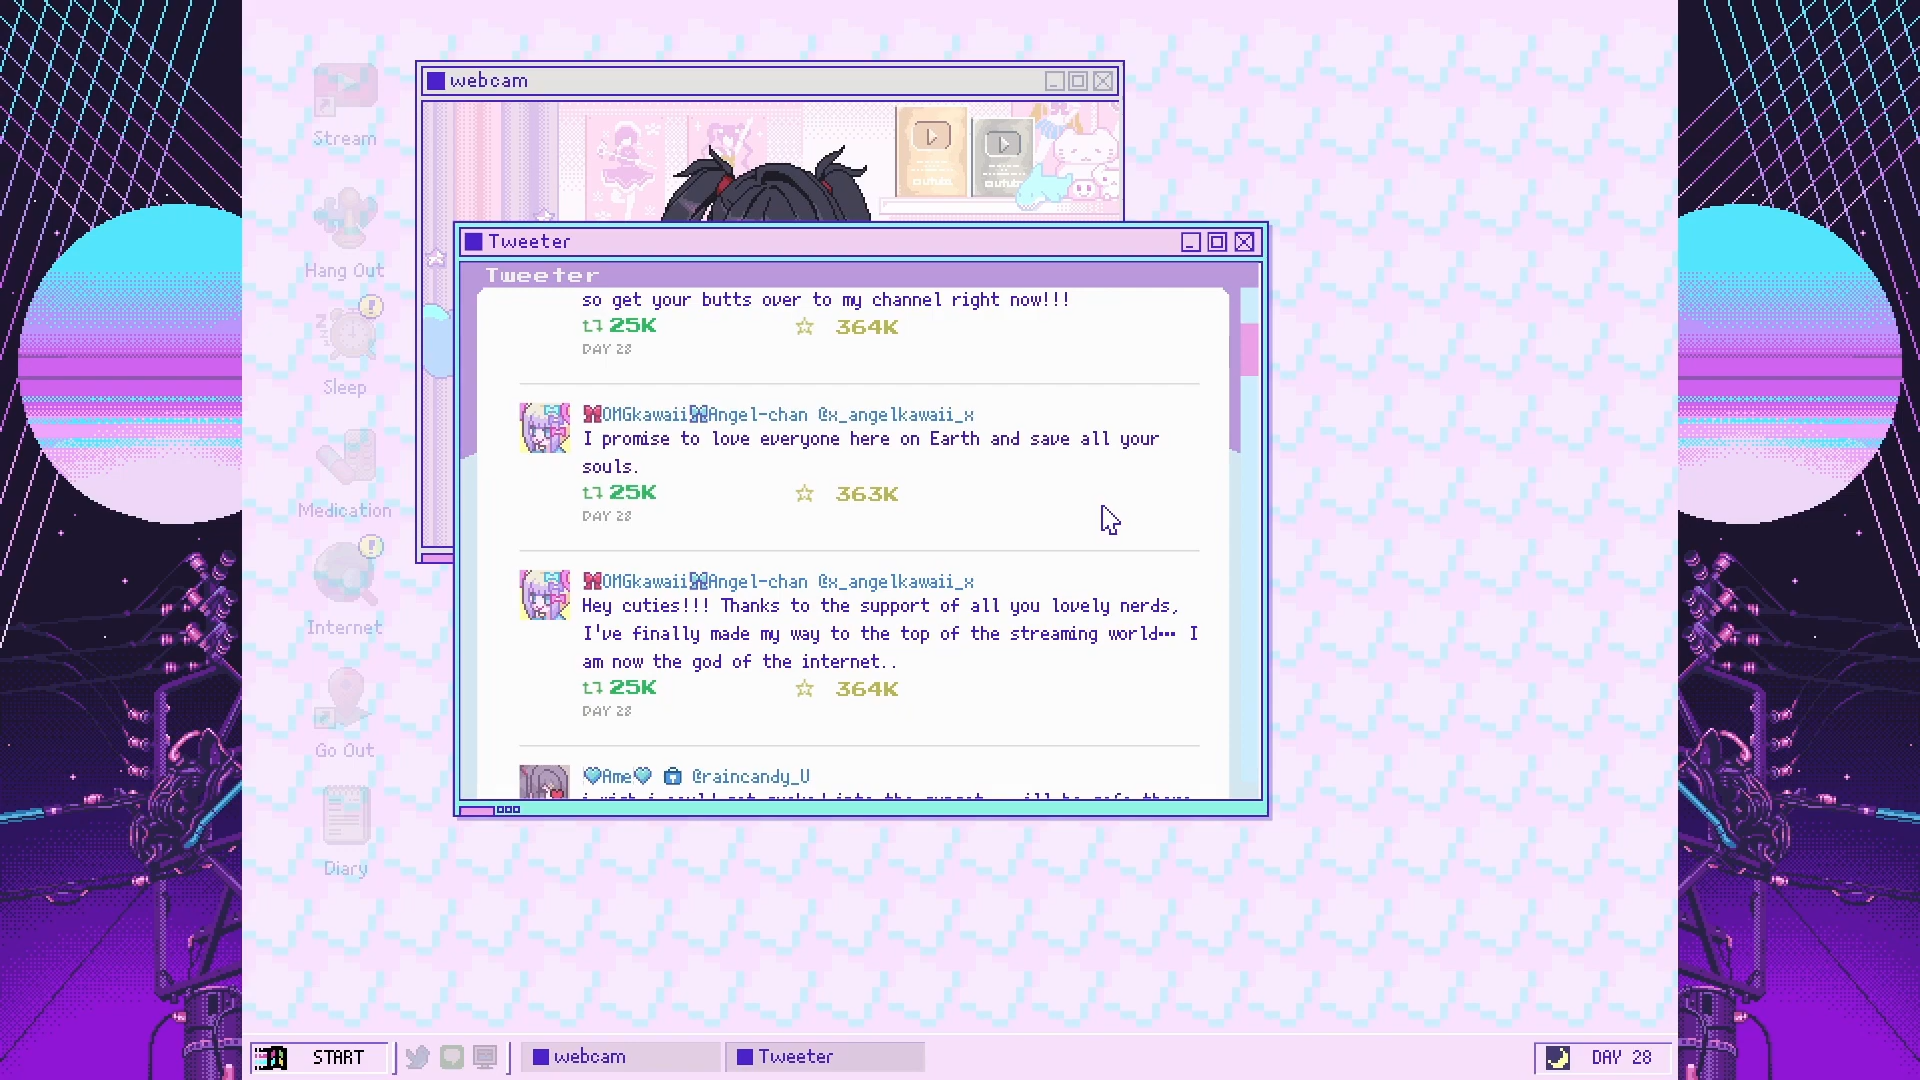 Stream
Hang Out
Sleep
Medication
Internet
Go Out
Diary
webcam
Tweeter
Tweeter
so get your butts over to my channel right now!!!
25K ☆ 364K
DAY 28
🎀OMGkawaii🎀Angel-chan @x_angelkawaii_x
I promise to love everyone here on Earth and save all your
souls.
25K ☆ 363K
DAY 28
🎀OMGkawaii🎀Angel-chan @x_angelkawaii_x
Hey cuties!!! Thanks to the support of all you lovely nerds,
I've finally made my way to the top of the streaming world… I
am now the god of the internet..
25K ☆ 364K
DAY 28
🩵Ame🩵 🔒 @raincandy_U
START
webcam
Tweeter
DAY 28